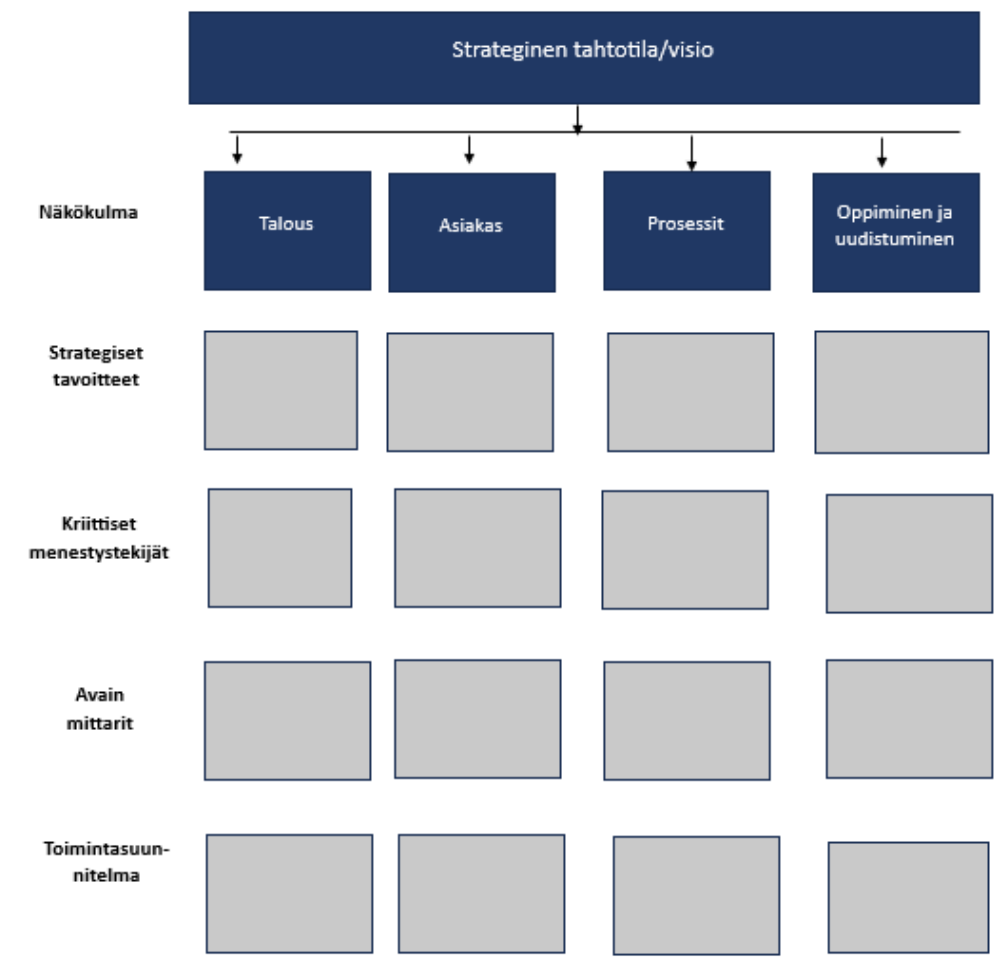 Strateginen tahtotila/visio
Näkökulma
Talous
Asiakas
Prosessit
Oppiminen ja
uudistuminen
Strategiset
tavoitteet
Kriittiset
menestystekijät
Avain
mittarit
Toimintasuun-
nitelma